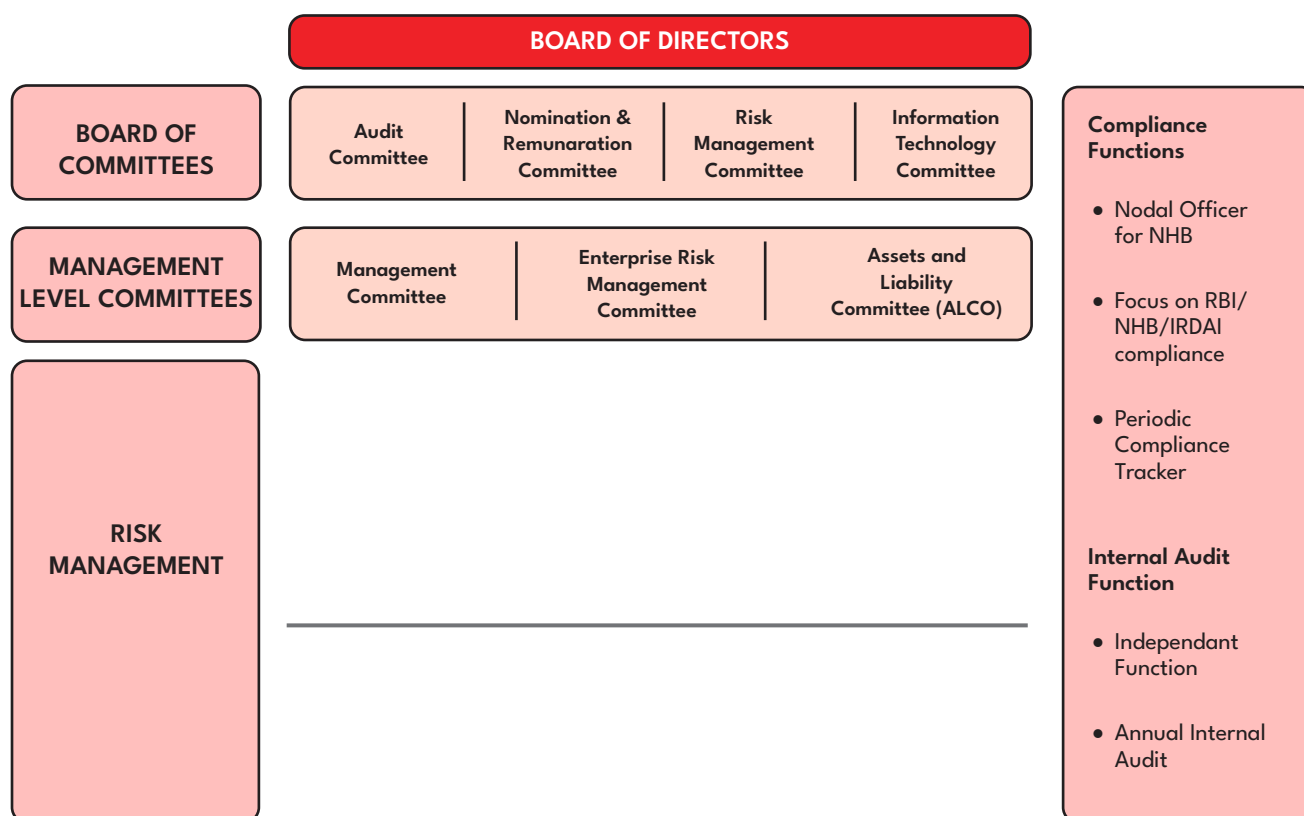 BOARD OF DIRECTORS
BOARD OF
COMMITTEES
Audit
Committee
Nomination &
Remunaration
Committee
Risk
Management
Committee
Information
Technology
Committee
MANAGEMENT
LEVEL COMMITTEES
Management
Committee
Enterprise Risk
Management
Committee
Assets and
Liability
Committee (ALCO)
RISK
MANAGEMENT
Compliance
Functions
• Nodal Officer
for NHB
• Focus on RBI/
NHB/IRDAI
compliance
• Periodic
Compliance
Tracker
Internal Audit
Function
• Independant
Function
• Annual Internal
Audit